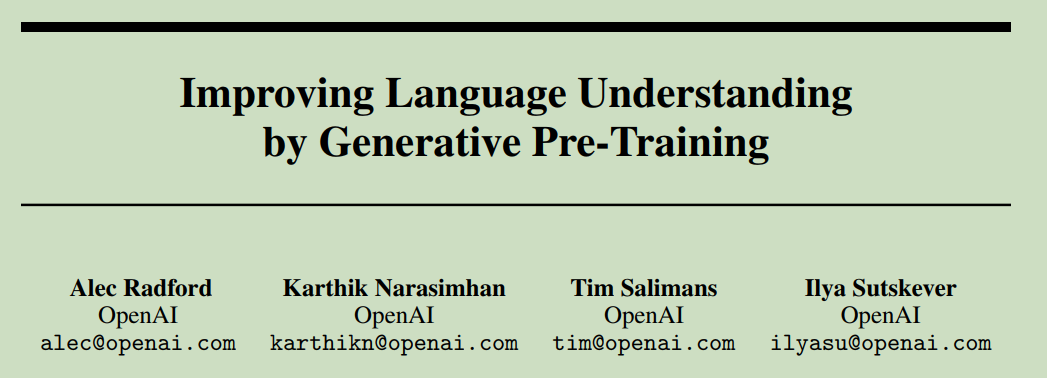 Improving Language Understanding
by Generative Pre-Training
Alec Radford
OpenAI
alec@openai.com
Karthik Narasimhan
OpenAI
karthikn@openai.com
Tim Salimans
OpenAI
tim@openai.com
Ilya Sutskever
OpenAI
ilyasu@openai.com